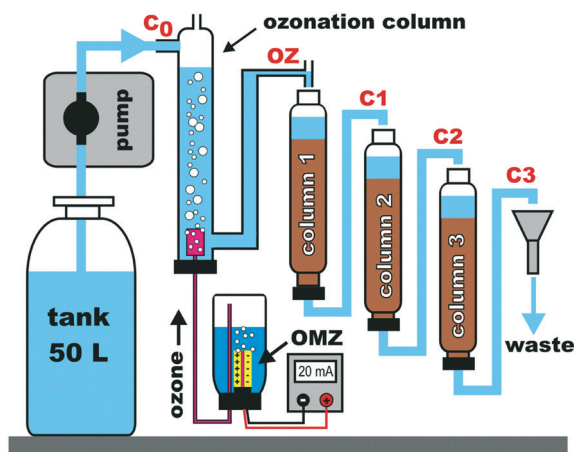 C0
ozonation column
OZ
pump
C1
C2
C3
column 1
column 2
column 3
tank
50 L
ozone
OMZ
20 mA
waste
+
+
+
+
+
-
-
-
-
-
-
+